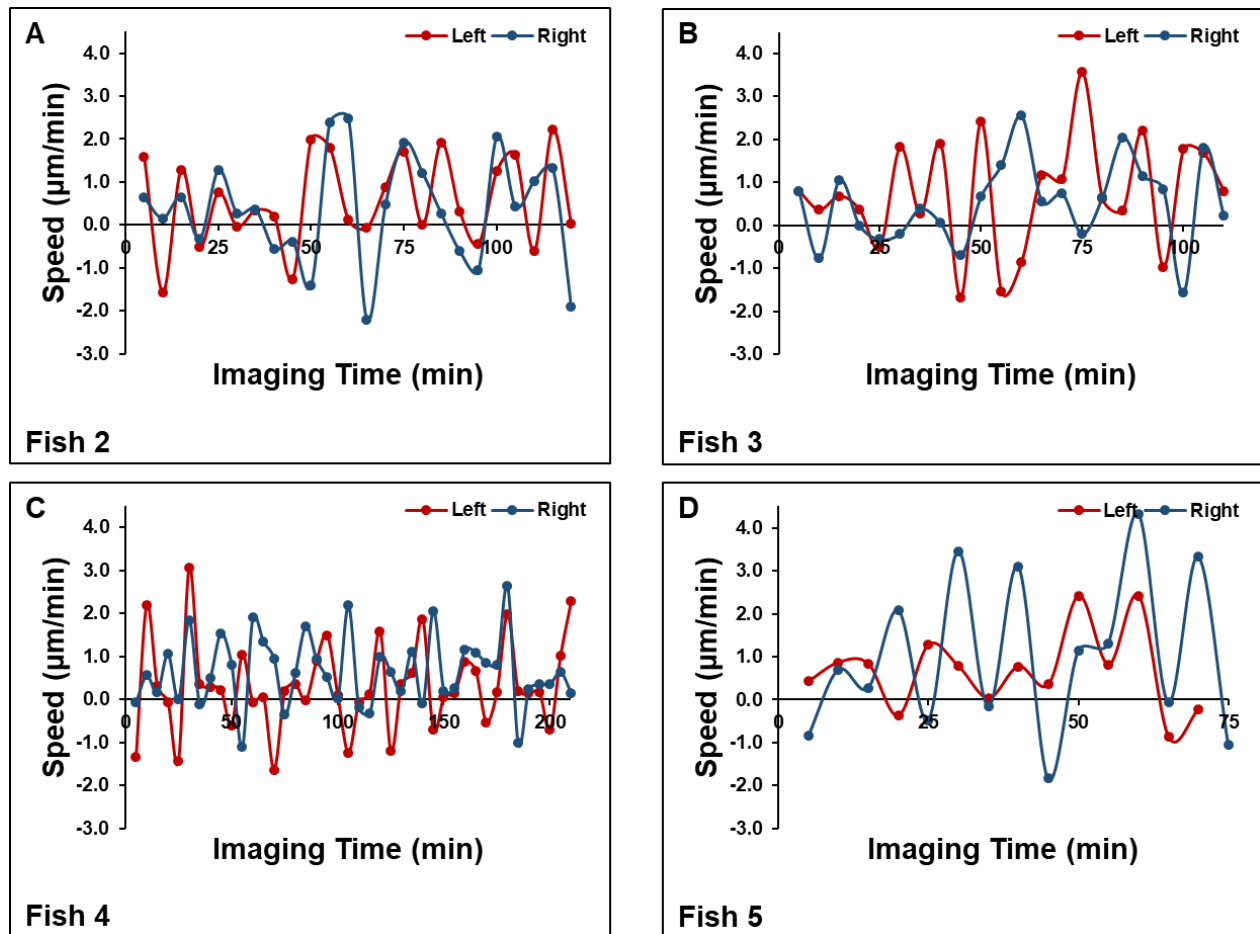 A
Left Right
4.0
3.0
2.0
1.0
0.0
-1.0
-2.0
-3.0
0 25 50 75 100
Speed (µm/min)
Imaging Time (min)
Fish 2
B
Left Right
4.0
3.0
2.0
1.0
0.0
-1.0
-2.0
-3.0
0 25 50 75 100
Speed (µm/min)
Imaging Time (min)
Fish 3
C
Left Right
4.0
3.0
2.0
1.0
0.0
-1.0
-2.0
-3.0
0 50 100 150 200
Speed (µm/min)
Imaging Time (min)
Fish 4
D
Left Right
4.0
3.0
2.0
1.0
0.0
-1.0
-2.0
-3.0
0 25 50 75
Speed (µm/min)
Imaging Time (min)
Fish 5